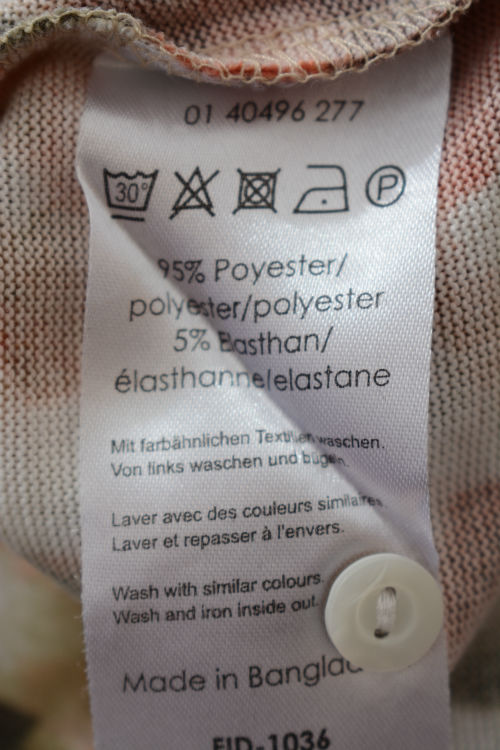 01 40496 277
30°
P
95% Poyester/
polyester/polyester
5% Elasthan/
élasthanne/elastane
Mit farbähnlichen Textilien waschen.
Von links waschen und bügeln.
Laver avec des couleurs similaires.
Laver et repasser à l'envers.
Wash with similar colours.
Wash and iron inside out.
Made in
EID-1036